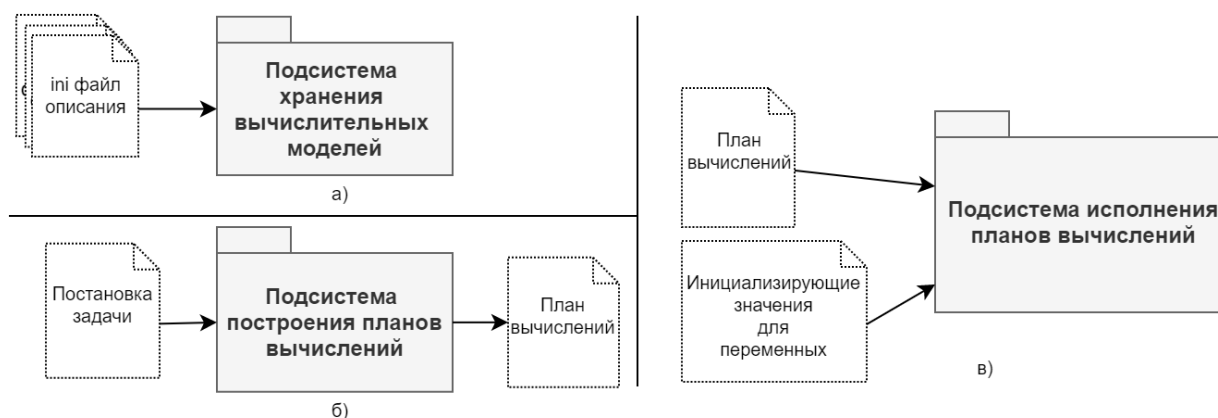 ini файл
описания
Подсистема
хранения
вычислительных
моделей
а)
Постановка
задачи
Подсистема
построения планов
вычислений
План
вычислений
б)
План
вычислений
Инициализирующие
значения
для
переменных
Подсистема исполнения
планов вычислений
в)